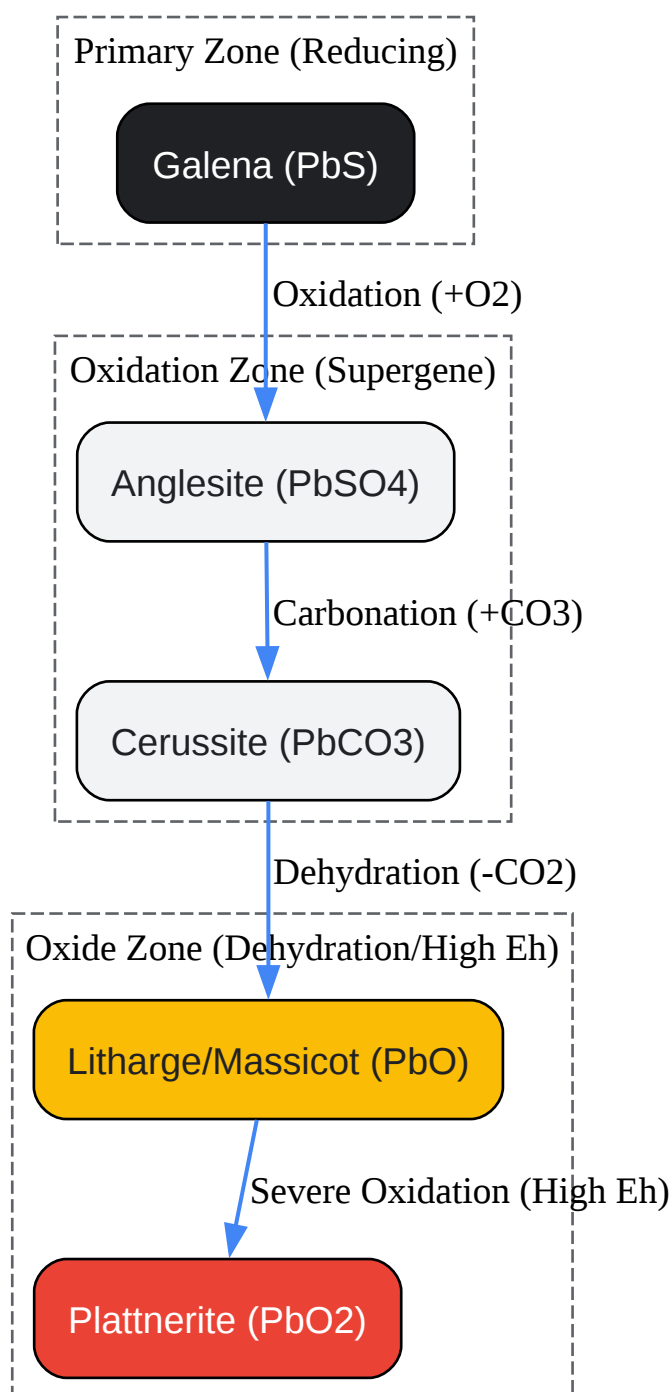 Primary Zone (Reducing)
Galena (PbS)
Oxidation (+O2)
Oxidation Zone (Supergene)
Anglesite (PbSO4)
Carbonation (+CO3)
Cerussite (PbCO3)
Dehydration (-CO2)
Oxide Zone (Dehydration/High Eh)
Litharge/Massicot (PbO)
Severe Oxidation (High Eh)
Plattnerite (PbO2)